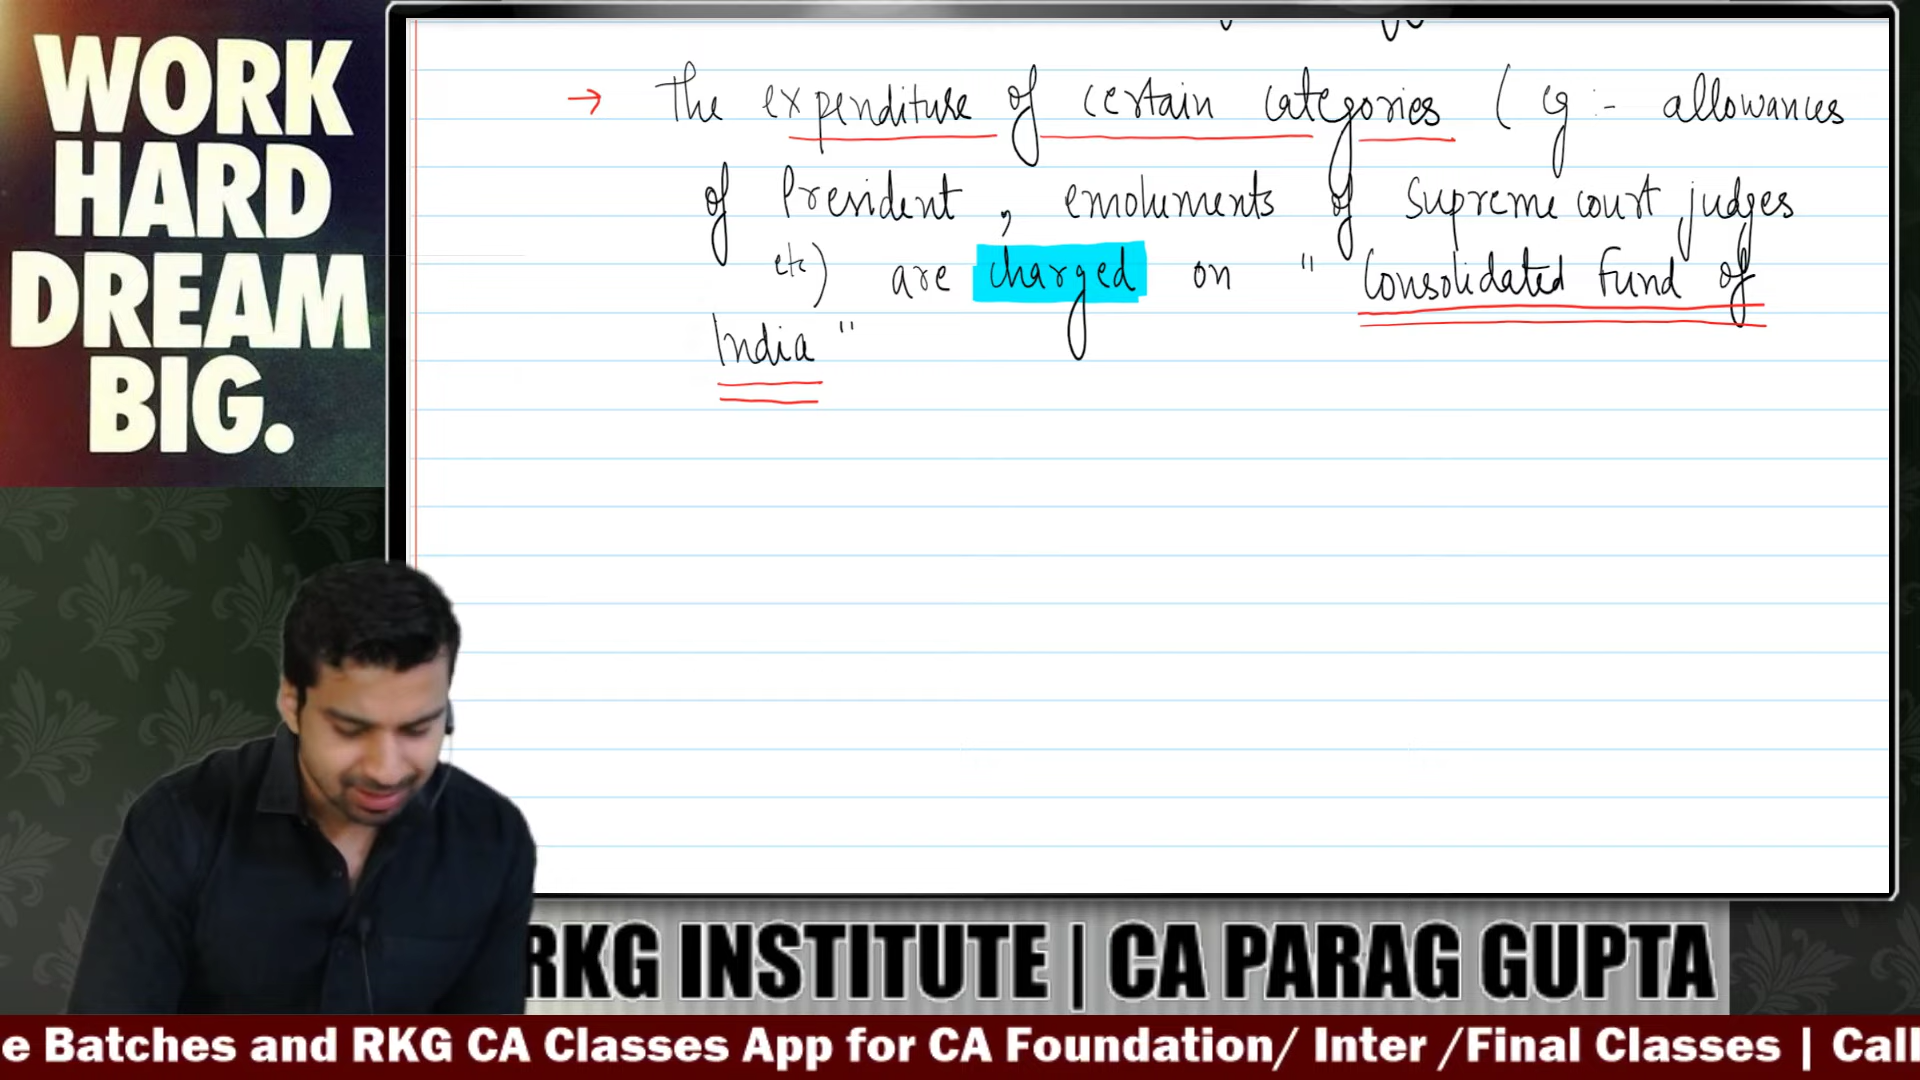 WORK
HARD
DREAM
BIG.
→ The expenditure of certain categories ( eg :- allowances
of President , emoluments of Supreme court judges
etc) are charged on " Consolidated Fund of
India "
RKG INSTITUTE | CA PARAG GUPTA
e Batches and RKG CA Classes App for CA Foundation/ Inter /Final Classes | Call